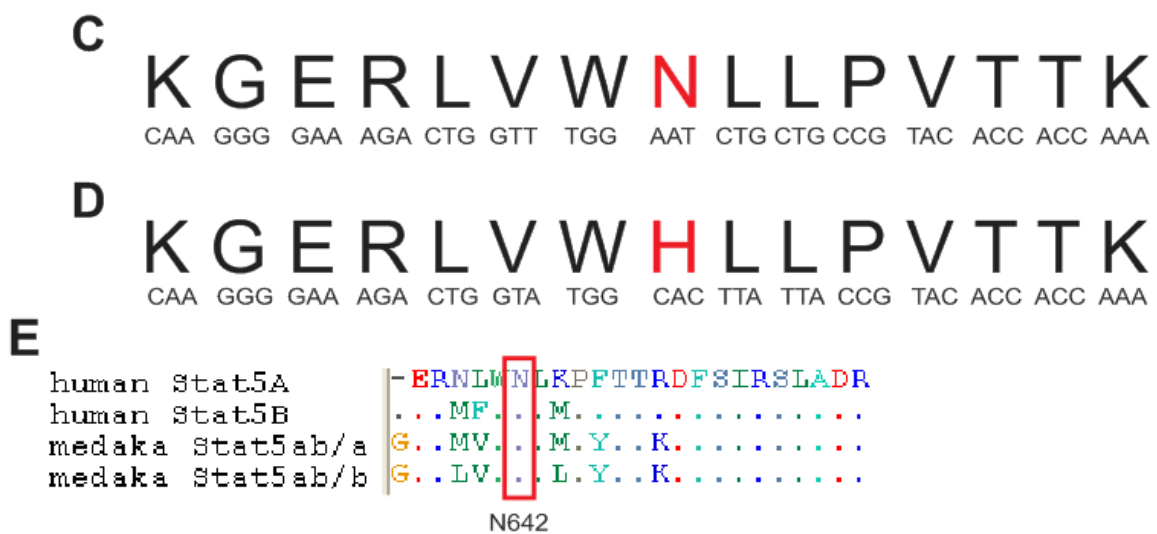 C
K G E R L V W N L L P V T T K
CAA GGG GAA AGA CTG GTT TGG AAT CTG CTG CCG TAC ACC ACC AAA
D
K G E R L V W H L L P V T T K
CAA GGG GAA AGA CTG GTA TGG CAC TTA TTA CCG TAC ACC ACC AAA
E
human Stat5A -ERNLWNLKPFTTRDFSIRSLADR
human Stat5B ...MF...M...............
medaka Stat5ab/a G..MV...M.Y..K..........
medaka Stat5ab/b G..LV...L.Y..K..........
N642